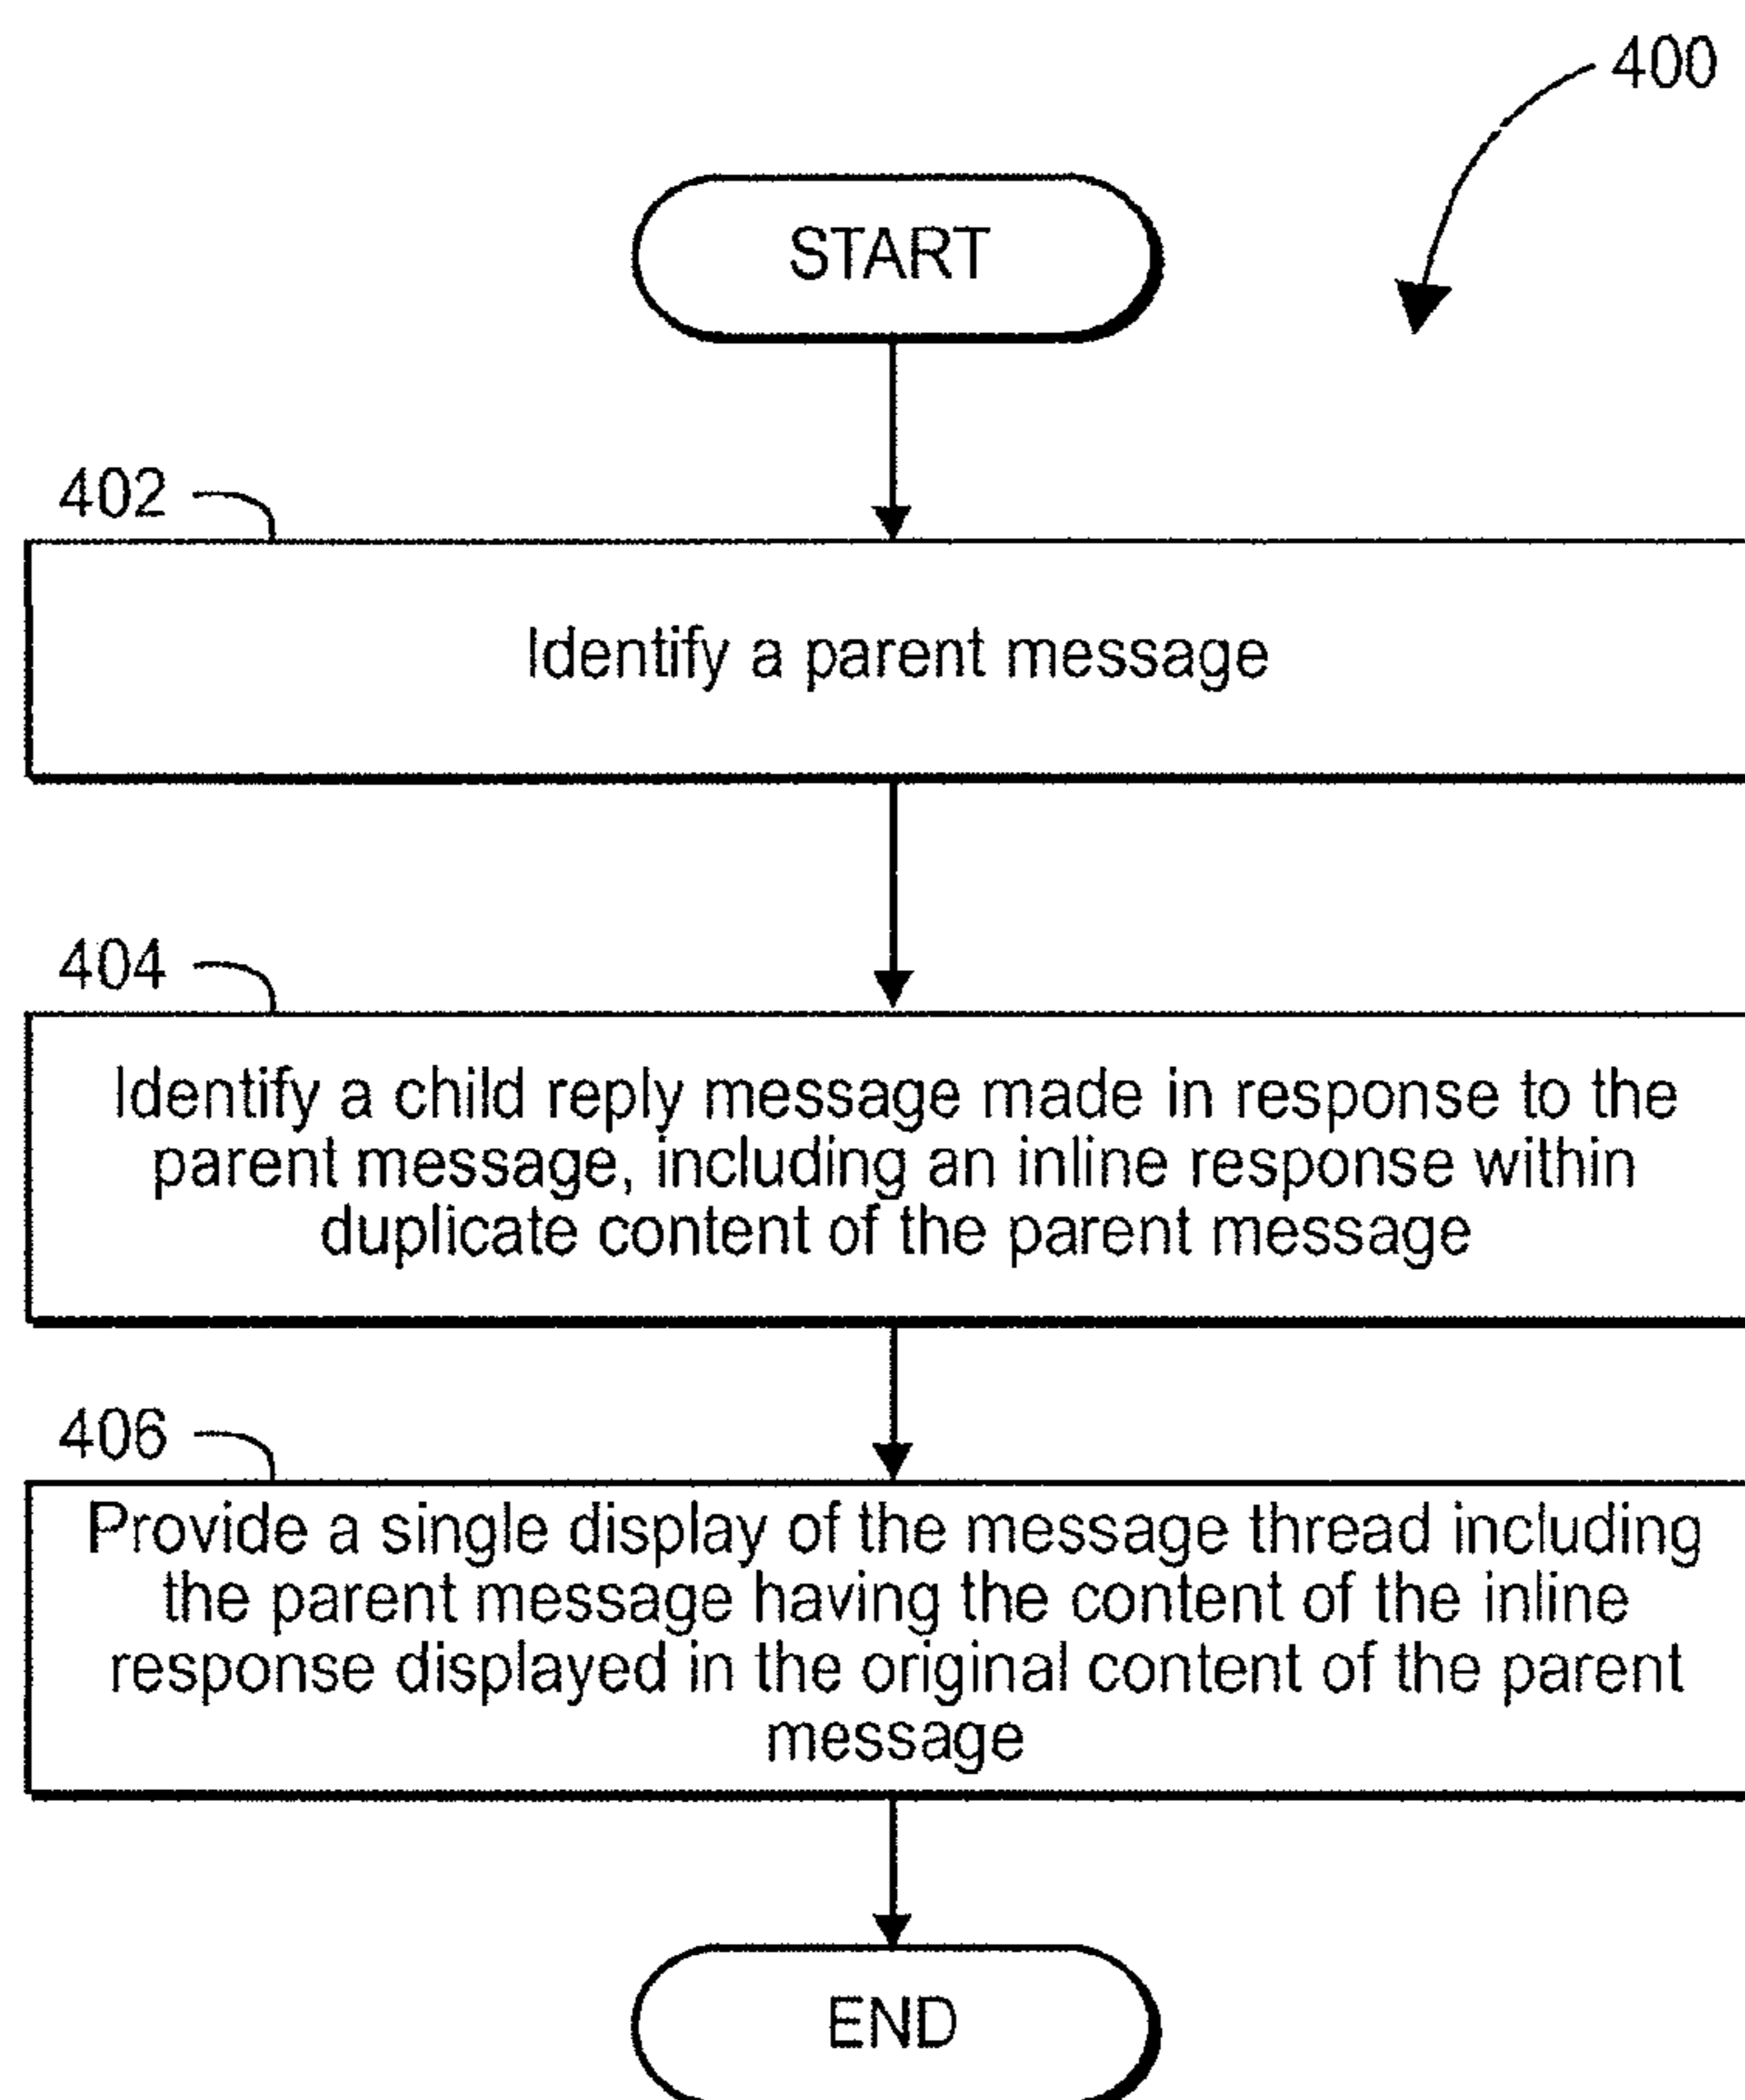 400
START
402
Identify a parent message
404
Identify a child reply message made in response to the
parent message, including an inline response within
duplicate content of the parent message
406
Provide a single display of the message thread including
the parent message having the content of the inline
response displayed in the original content of the parent
message
END